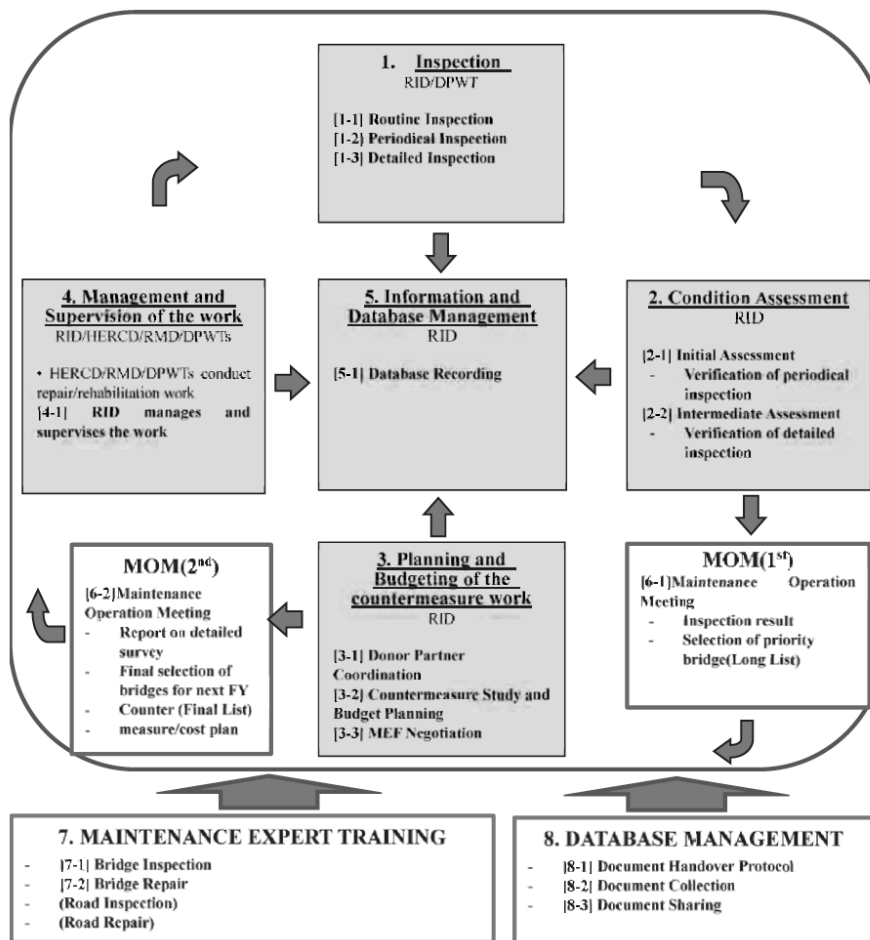 1. Inspection
RID/DPWT
[1-1] Routine Inspection
[1-2] Periodical Inspection
[1-3] Detailed Inspection
4. Management and
Supervision of the work
RID/HERCD/RMD/DPWTs
• HERCD/RMD/DPWTs conduct
repair/rehabilitation work
[4-1] RID manages and
supervises the work
5. Information and
Database Management
RID
[5-1] Database Recording
2. Condition Assessment
RID
[2-1] Initial Assessment
- Verification of periodical
inspection
[2-2] Intermediate Assessment
- Verification of detailed
inspection
MOM(2nd)
[6-2]Maintenance
Operation Meeting
- Report on detailed
survey
- Final selection of
bridges for next FY
- Counter (Final List)
- measure/cost plan
3. Planning and
Budgeting of the
countermeasure work
RID
[3-1] Donor Partner
Coordination
[3-2] Countermeasure Study and
Budget Planning
[3-3] MEF Negotiation
MOM(1st)
[6-1]Maintenance Operation
Meeting
- Inspection result
- Selection of priority
bridge(Long List)
7. MAINTENANCE EXPERT TRAINING
- [7-1] Bridge Inspection
- [7-2] Bridge Repair
- (Road Inspection)
- (Road Repair)
8. DATABASE MANAGEMENT
- [8-1] Document Handover Protocol
- [8-2] Document Collection
- [8-3] Document Sharing